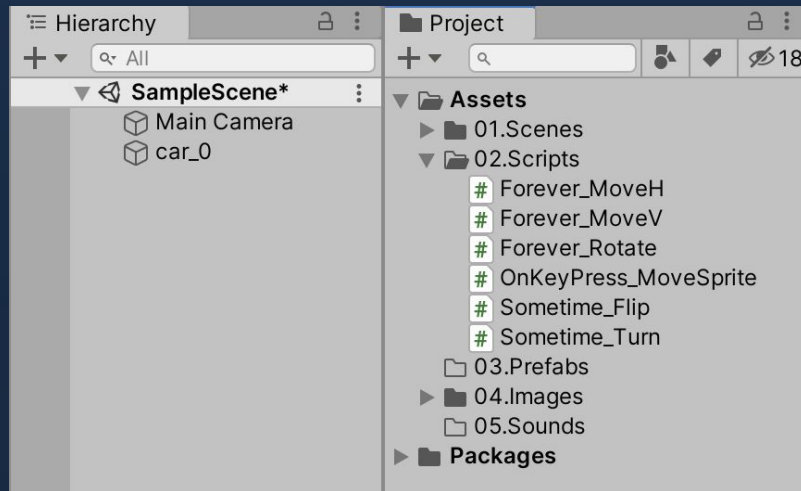 Hierarchy
All
SampleScene*
Main Camera
car_0
Project
18
Assets
01.Scenes
02.Scripts
# Forever_MoveH
# Forever_MoveV
# Forever_Rotate
# OnKeyPress_MoveSprite
# Sometime_Flip
# Sometime_Turn
03.Prefabs
04.Images
05.Sounds
Packages